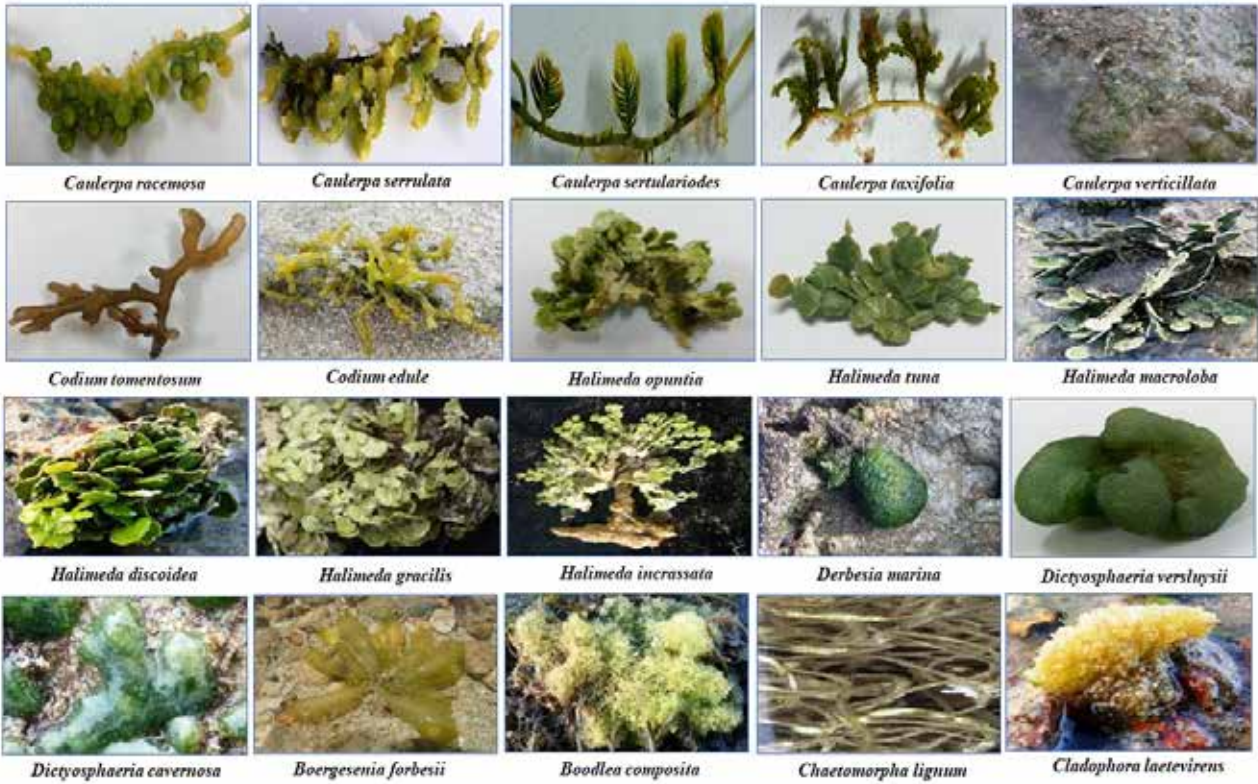 Caulerpa racemosa
Caulerpa serrulata
Caulerpa sertulariodes
Caulerpa taxifolia
Caulerpa verticillata
Codium tomentosum
Codium edule
Halimeda opuntia
Halimeda tuna
Halimeda macroloba
Halimeda discoidea
Halimeda gracilis
Halimeda incrassata
Derbesia marina
Dictyosphaeria versluysii
Dictyosphaeria cavernosa
Boergesenia forbesii
Boodlea composita
Chaetomorpha lignum
Cladophora laetevirens